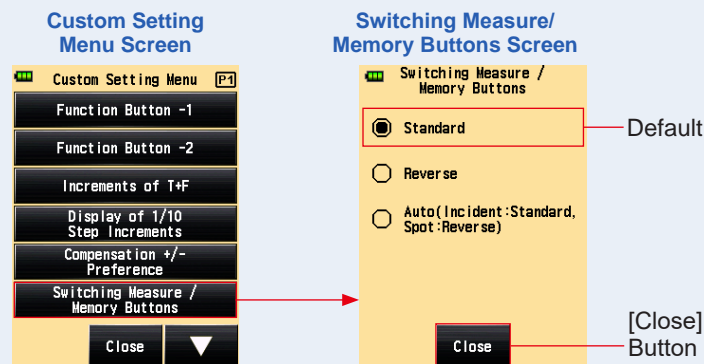 Custom Setting
Menu Screen
Custom Setting Menu P1
Function Button -1
Function Button -2
Increments of T+F
Display of 1/10
Step Increments
Compensation +/-
Preference
Switching Measure /
Memory Buttons
Close
Switching Measure/
Memory Buttons Screen
Switching Measure /
Memory Buttons
Standard
Default
Reverse
Auto(Incident:Standard,
Spot:Reverse)
Close
[Close]
Button